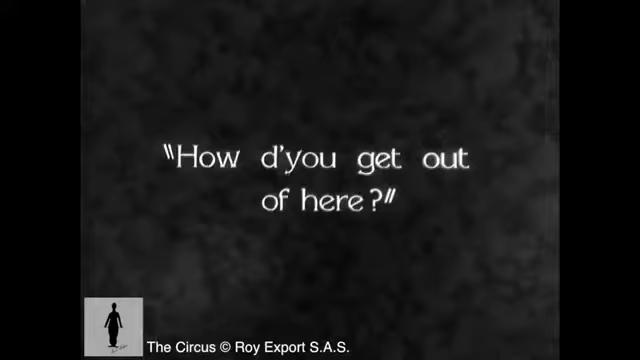 "How d'you get out
of here?"
The Circus © Roy Export S.A.S.